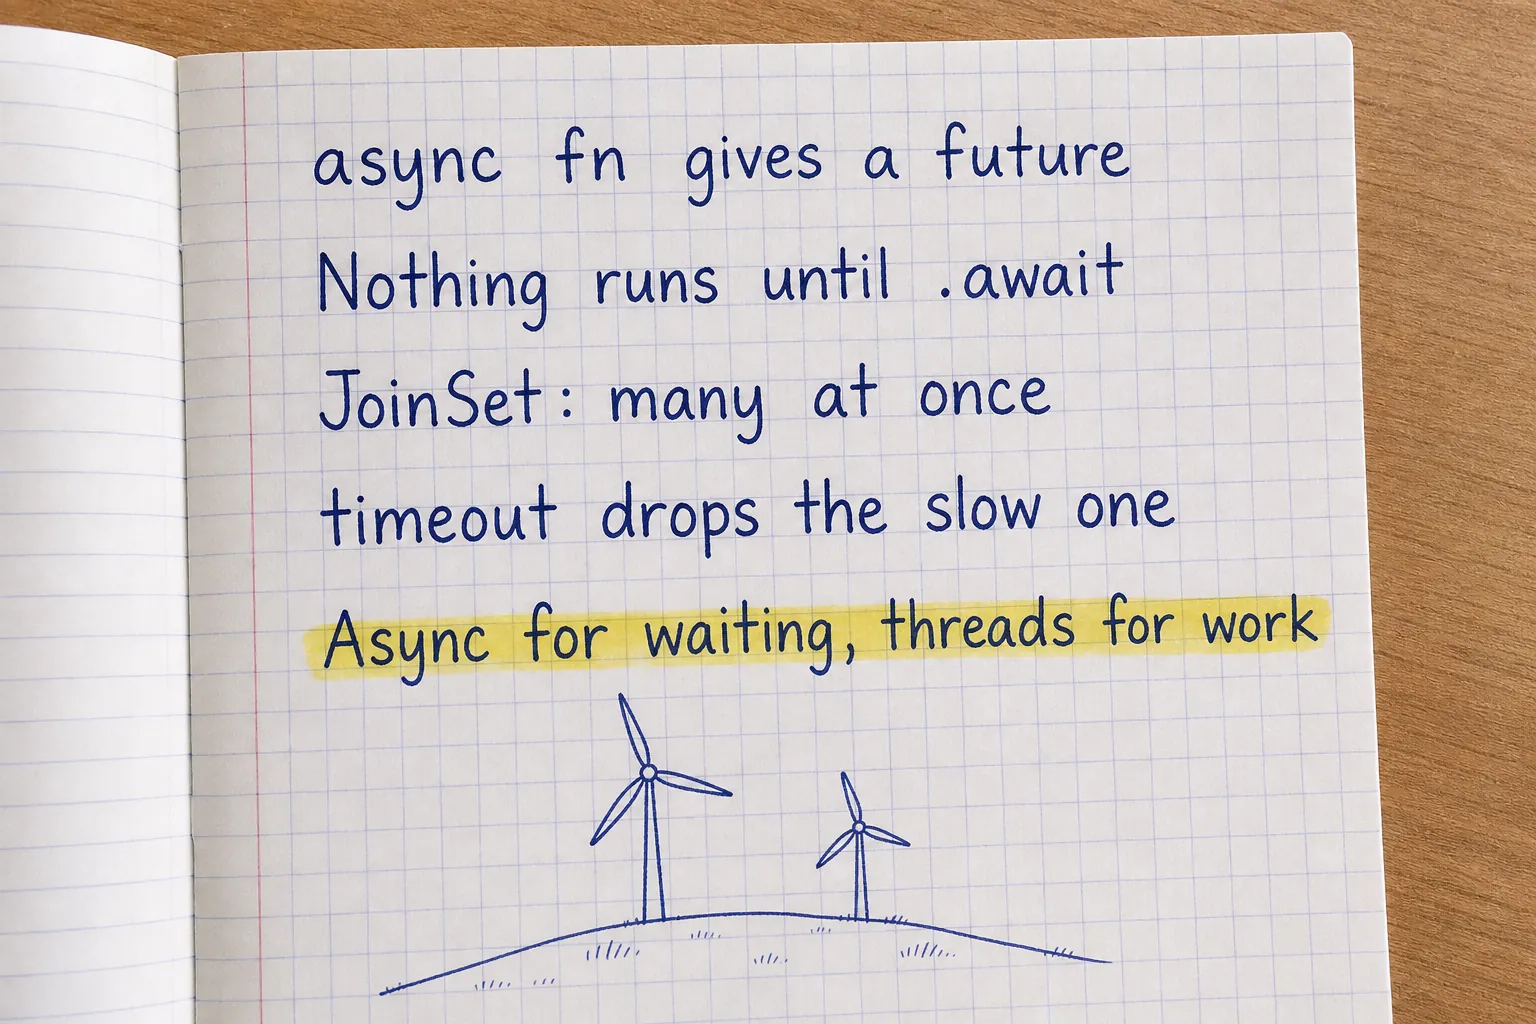 async fn gives a future
Nothing runs until .await
JoinSet: many at once
timeout drops the slow one
Async for waiting, threads for work